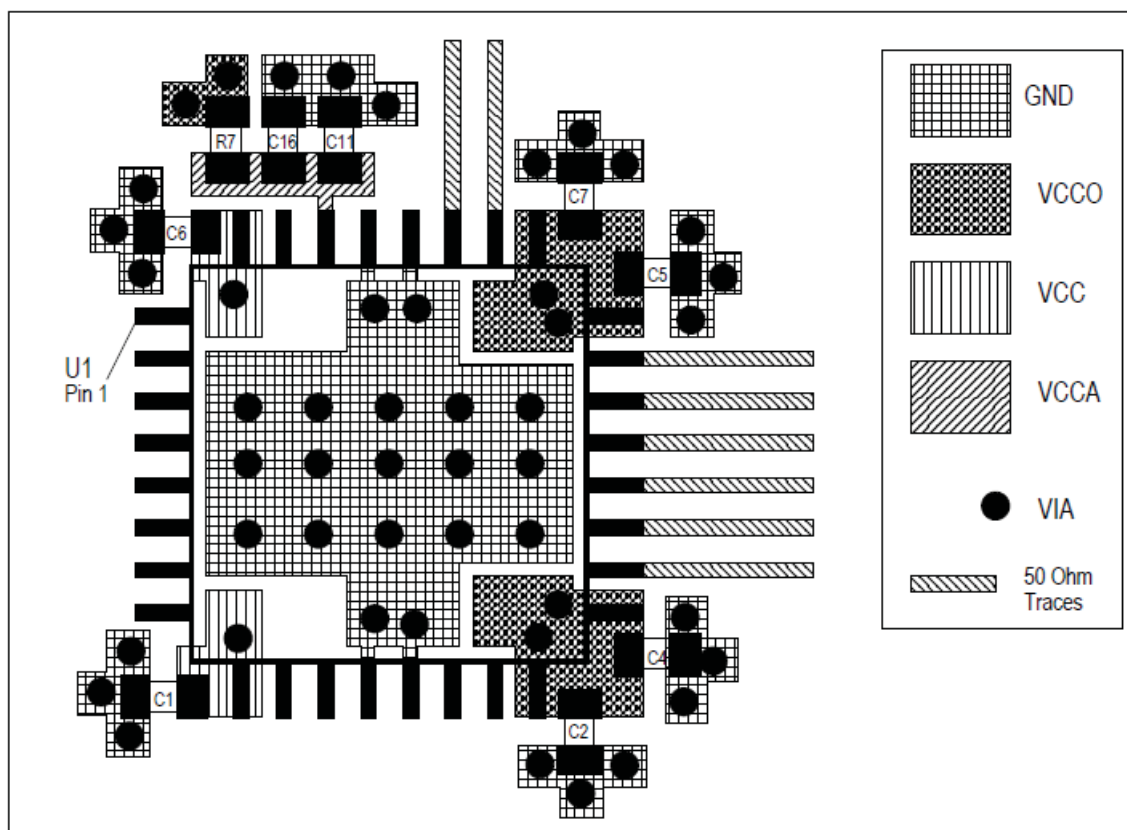 R7
C16
C11
C7
C6
C5
U1
Pin 1
C4
C1
C2
GND
VCCO
VCC
VCCA
VIA
50 Ohm
Traces